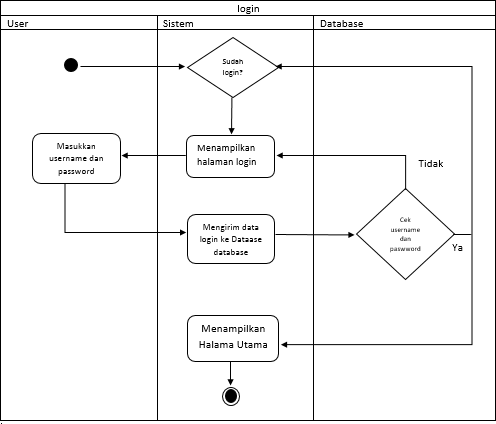 login
User
Sistem
Database
Sudah
login?
Masukkan
username dan
password
Menampilkan
halaman login
Tidak
Mengirim data
login ke Dataase
database
Cek
username
dan
paswword
Ya
Menampilkan
Halama Utama